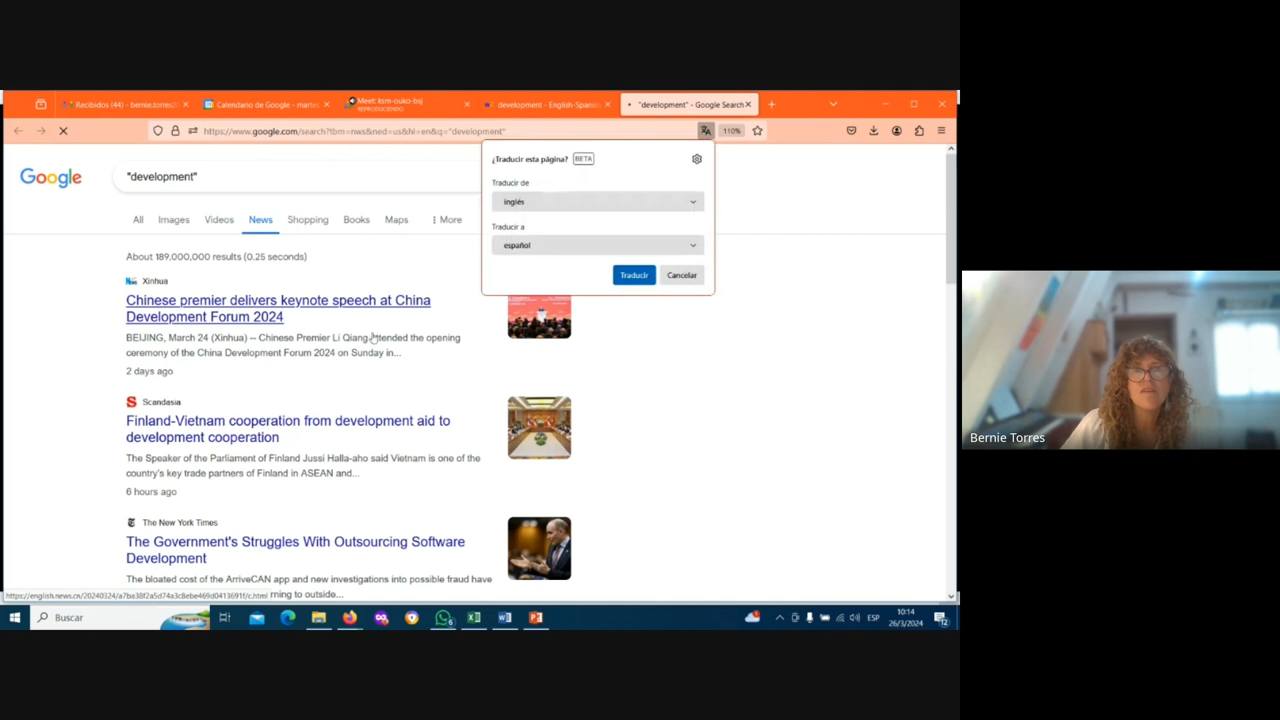 Recibidos (44) - bernie.torres2
Calendario de Google - martes
Meet: ksm-ouko-bsj
REPRODUCIENDO
development - English-Spanish
"development" - Google Search
https://www.google.com/search?tbm=nws&ned=us&hl=en&q="development"
110%
Google
"development"
¿Traducir esta página? BETA
Traducir de
inglés
Traducir a
español
Traducir
Cancelar
All Images Videos News Shopping Books Maps More
About 189,000,000 results (0.25 seconds)
Xinhua
Chinese premier delivers keynote speech at China
Development Forum 2024
BEIJING, March 24 (Xinhua) -- Chinese Premier Li Qiang attended the opening
ceremony of the China Development Forum 2024 on Sunday in...
2 days ago
S Scandasia
Finland-Vietnam cooperation from development aid to
development cooperation
The Speaker of the Parliament of Finland Jussi Halla-aho said Vietnam is one of the
country's key trade partners of Finland in ASEAN and...
6 hours ago
The New York Times
The Government's Struggles With Outsourcing Software
Development
The bloated cost of the ArriveCAN app and new investigations into possible fraud have
rning to outside...
Buscar
ESP
10:14
26/3/2024
Bernie Torres